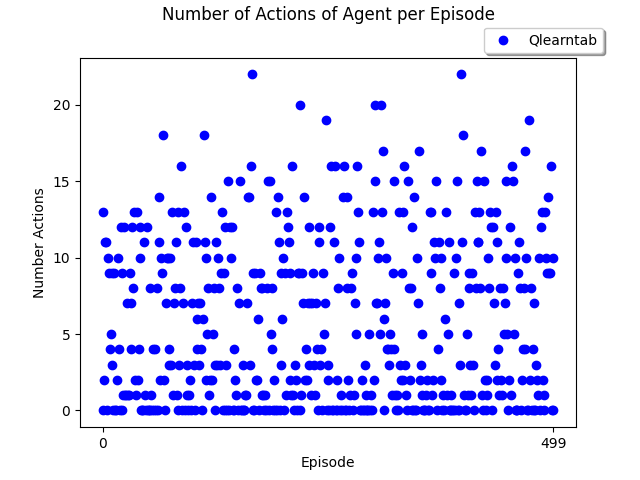 Number of Actions of Agent per Episode
Qlearntab
20
15
10
5
0
Number Actions
0 499
Episode